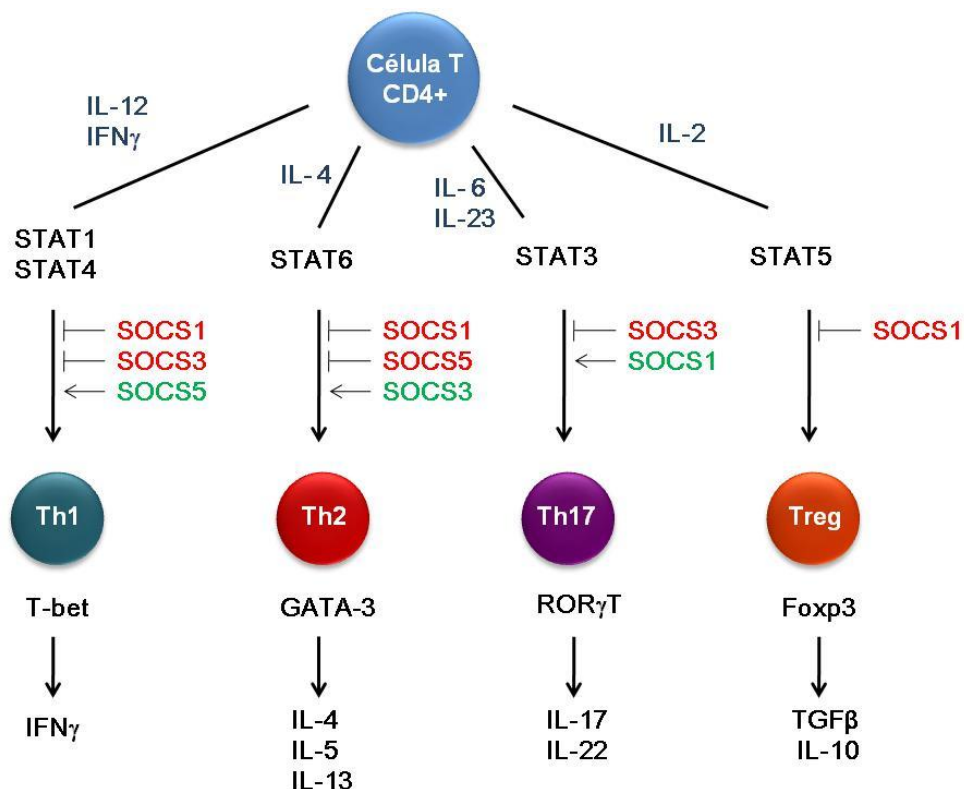 Célula T
CD4+
IL-12
IFNγ
IL-4
IL-6
IL-23
IL-2
STAT1
STAT4
STAT6
STAT3
STAT5
SOCS1
SOCS3
SOCS5
SOCS1
SOCS5
SOCS3
SOCS3
SOCS1
SOCS1
Th1
Th2
Th17
Treg
T-bet
GATA-3
RORγT
Foxp3
IFNγ
IL-4
IL-5
IL-13
IL-17
IL-22
TGFβ
IL-10